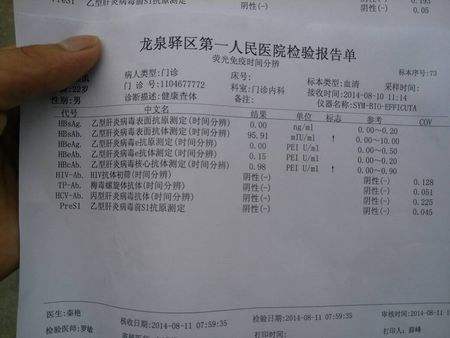 PreS1 乙型肝炎病毒前S1抗原测定 阴性(-) 0.05
龙泉驿区第一人民医院检验报告单
荧光免疫时间分辨
标本序号:73
病人类型:门诊 床号: 标本类型:血清 采样时间:
22岁 门 诊 号:1104677772 科室:门诊内科 接收时间:2014-08-10 11:14
性别:男 诊断描述:健康查体 备注: 仪器名称:SYM-BIO-EFFICUTA
代号 中文名 结果 单位 标志 参考 COV
HBsAg. 乙型肝炎病毒表面抗原测定(时间分辨) 0.00 ng/ml 0.00~0.20
HBsAb. 乙型肝炎病毒表面抗体测定(时间分辨) 95.91 mIU/ml ↑ 0.00~10.00
HBeAg. 乙型肝炎病毒e抗原测定(时间分辨) 0.00 PEI U/ml 0.00~0.50
HBeAb. 乙型肝炎病毒e抗体测定(时间分辨) 0.15 PEI U/ml 0.00~0.20
HBcAb. 乙型肝炎病毒核心抗体测定(时间分辨) 0.98 PEI U/ml ↑ 0.00~0.90
HIV-Ab. HIV抗体初筛(时间分辨) 阴性(-) 阴性(-) 0.128
TP-Ab. 梅毒螺旋体抗体(时间分辨) 阴性(-) 阴性(-) 0.051
HCV-Ab. 丙型肝炎病毒抗体(时间分辨) 阴性(-) 阴性(-) 0.225
PreS1 乙型肝炎病毒前S1抗原测定 阴性(-) 阴性(-) 0.045
医生:秦艳 核收日期:2014-08-11 07:59:35 检验日期:2014-08-11 07:59:35 审核时间:2014-08-11
检验医师:罗敏 打印时间: 审核人:薛峰